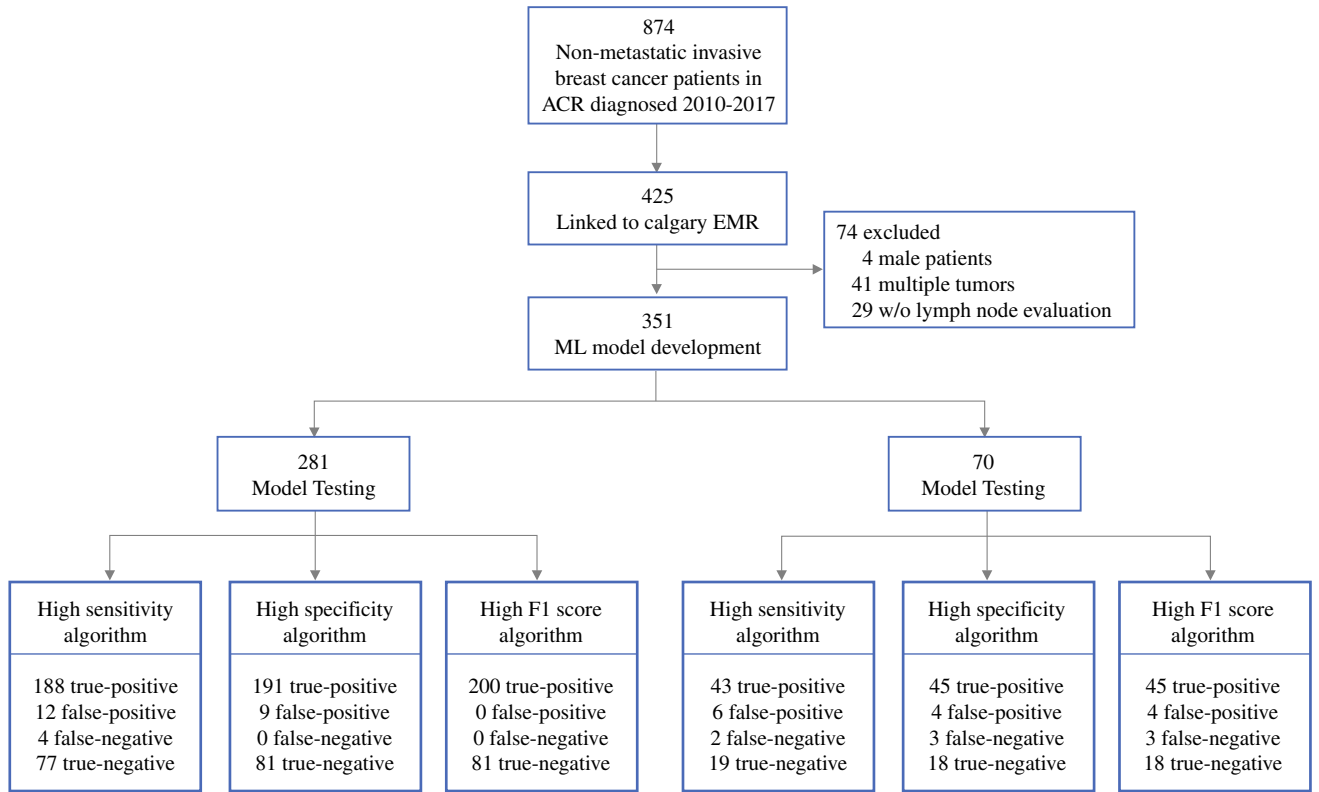 874
Non-metastatic invasive
breast cancer patients in
ACR diagnosed 2010-2017
425
Linked to calgary EMR
74 excluded
4 male patients
41 multiple tumors
29 w/o lymph node evaluation
351
ML model development
281
Model Testing
70
Model Testing
High sensitivity
algorithm
188 true-positive
12 false-positive
4 false-negative
77 true-negative
High specificity
algorithm
191 true-positive
9 false-positive
0 false-negative
81 true-negative
High F1 score
algorithm
200 true-positive
0 false-positive
0 false-negative
81 true-negative
High sensitivity
algorithm
43 true-positive
6 false-positive
2 false-negative
19 true-negative
High specificity
algorithm
45 true-positive
4 false-positive
3 false-negative
18 true-negative
High F1 score
algorithm
45 true-positive
4 false-positive
3 false-negative
18 true-negative